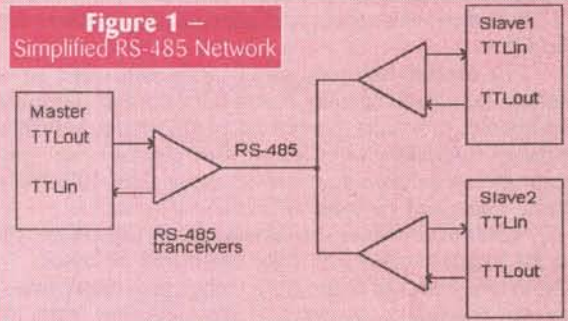 Figure 1 –
Simplified RS-485 Network
Master
TTLout
TTLin
RS-485
tranceivers
RS-485
Slave1
TTLin
TTLout
Slave2
TTLin
TTLout